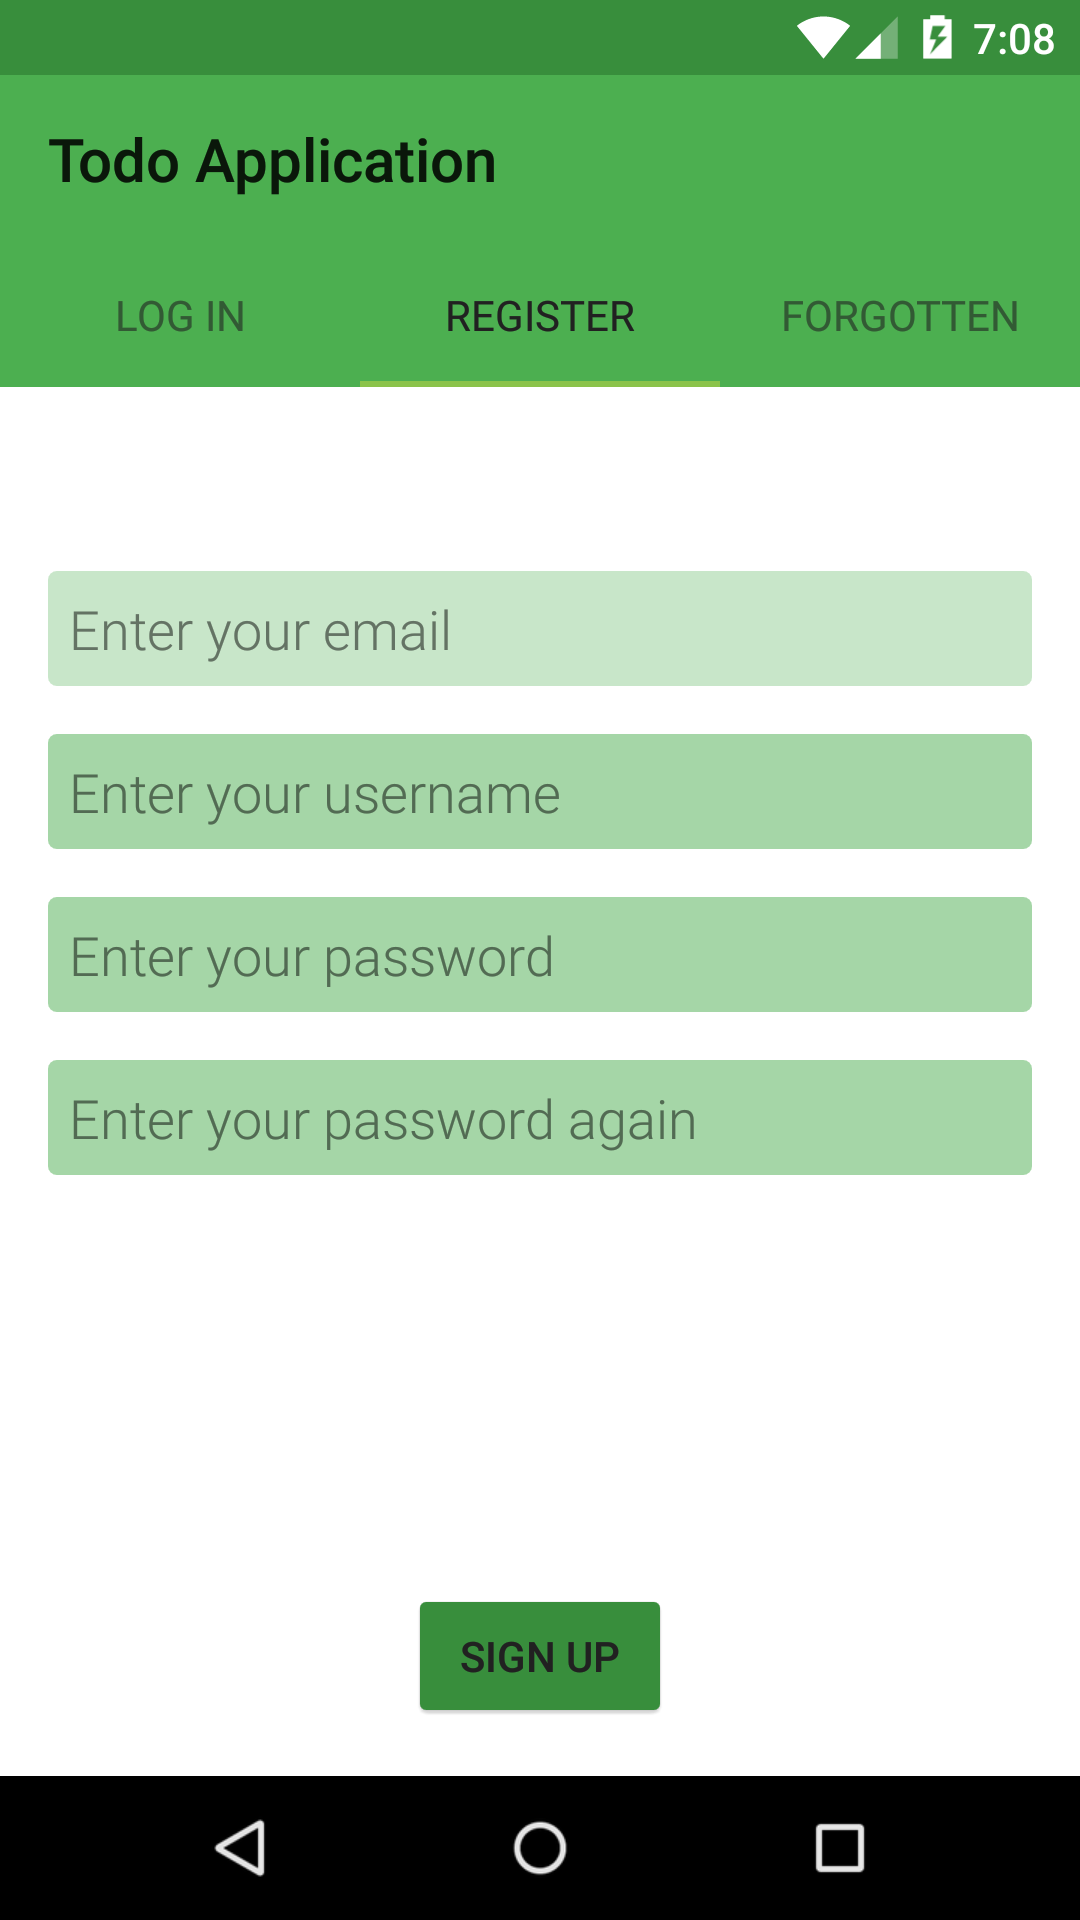 7:08
Todo Application
LOG IN REGISTER FORGOTTEN
Enter your email
Enter your username
Enter your password
Enter your password again
SIGN UP